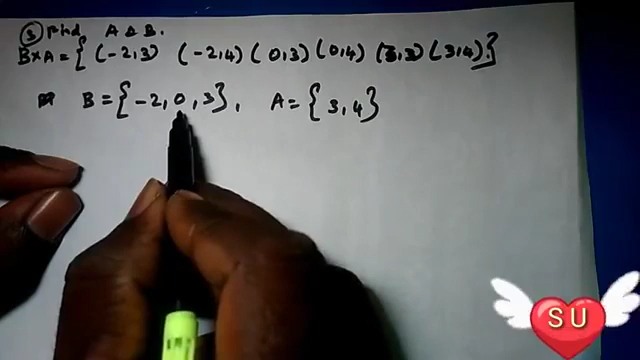 ③ Find A & B.
B×A = { (-2,3) (-2,4) (0,3) (0,4) (3,3) (3,4) }
B = { -2, 0, 3 }, A = { 3, 4 }
S U